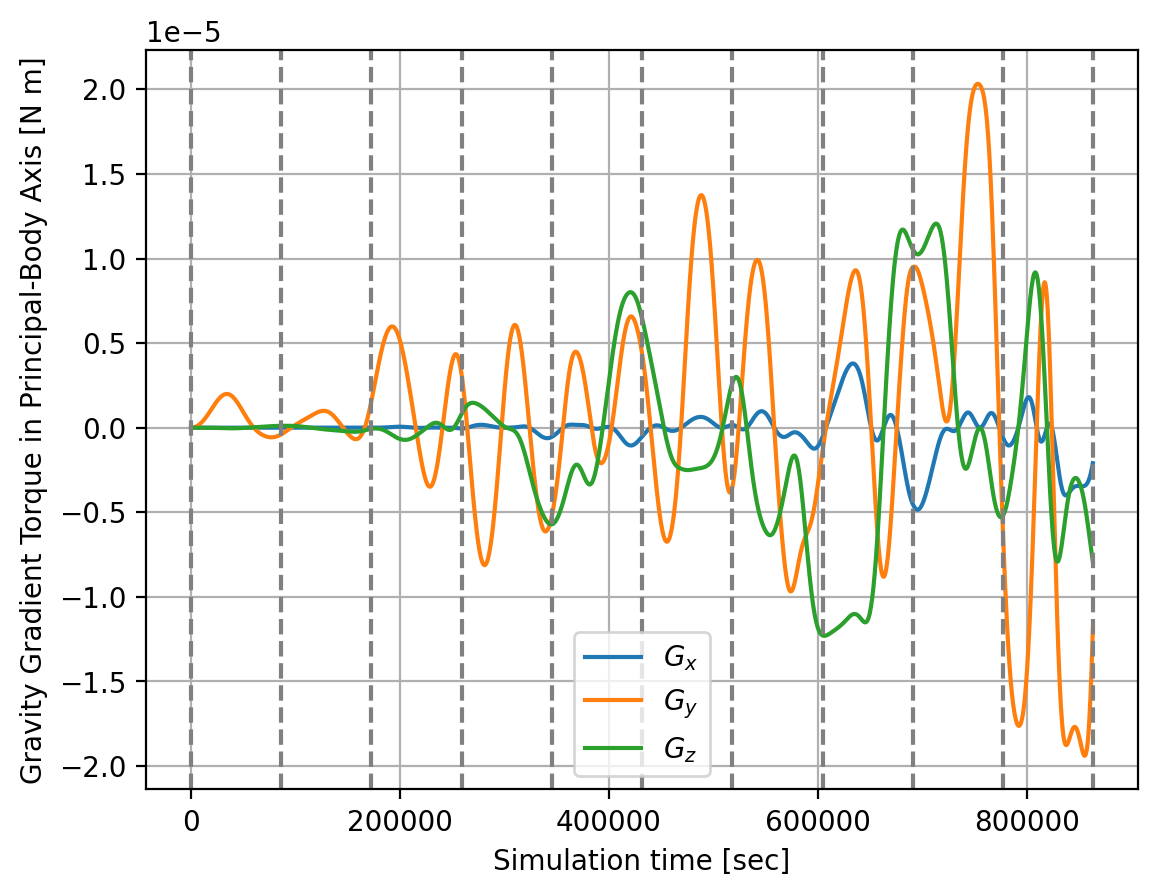 1e−5
Gravity Gradient Torque in Principal-Body Axis [N m]
2.0
1.5
1.0
0.5
0.0
−0.5
−1.0
−1.5
−2.0
G_x
G_y
G_z
0 200000 400000 600000 800000
Simulation time [sec]